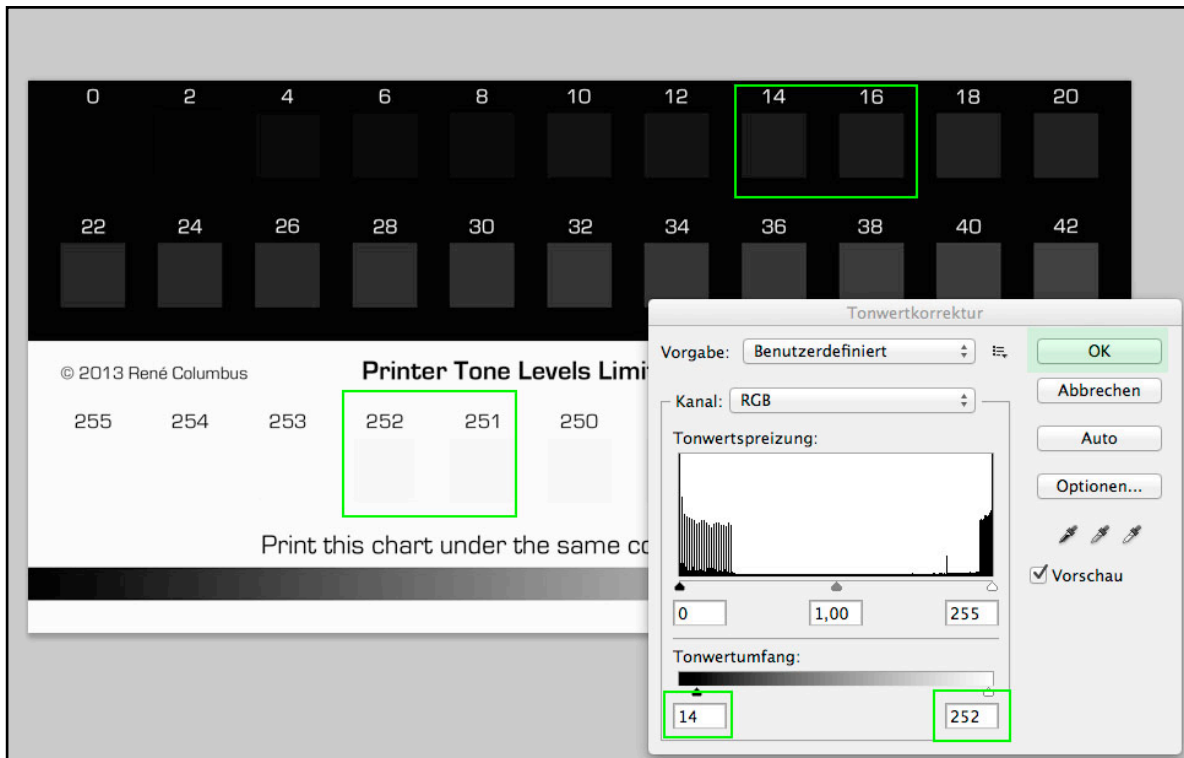 0 2 4 6 8 10 12 14 16 18 20
22 24 26 28 30 32 34 36 38 40 42
© 2013 René Columbus Printer Tone Levels Limi
255 254 253 252 251 250
Print this chart under the same co
Tonwertkorrektur
Vorgabe: Benutzerdefiniert
OK
Abbrechen
Kanal: RGB
Auto
Tonwertspreizung:
Optionen...
Vorschau
0 1,00 255
Tonwertumfang:
14 252